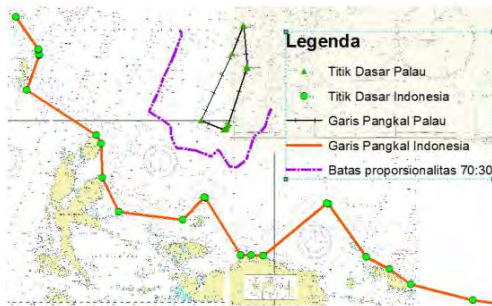 Legenda
Titik Dasar Palau
Titik Dasar Indonesia
Garis Pangkal Palau
Garis Pangkal Indonesia
Batas proporsionalitas 70:30